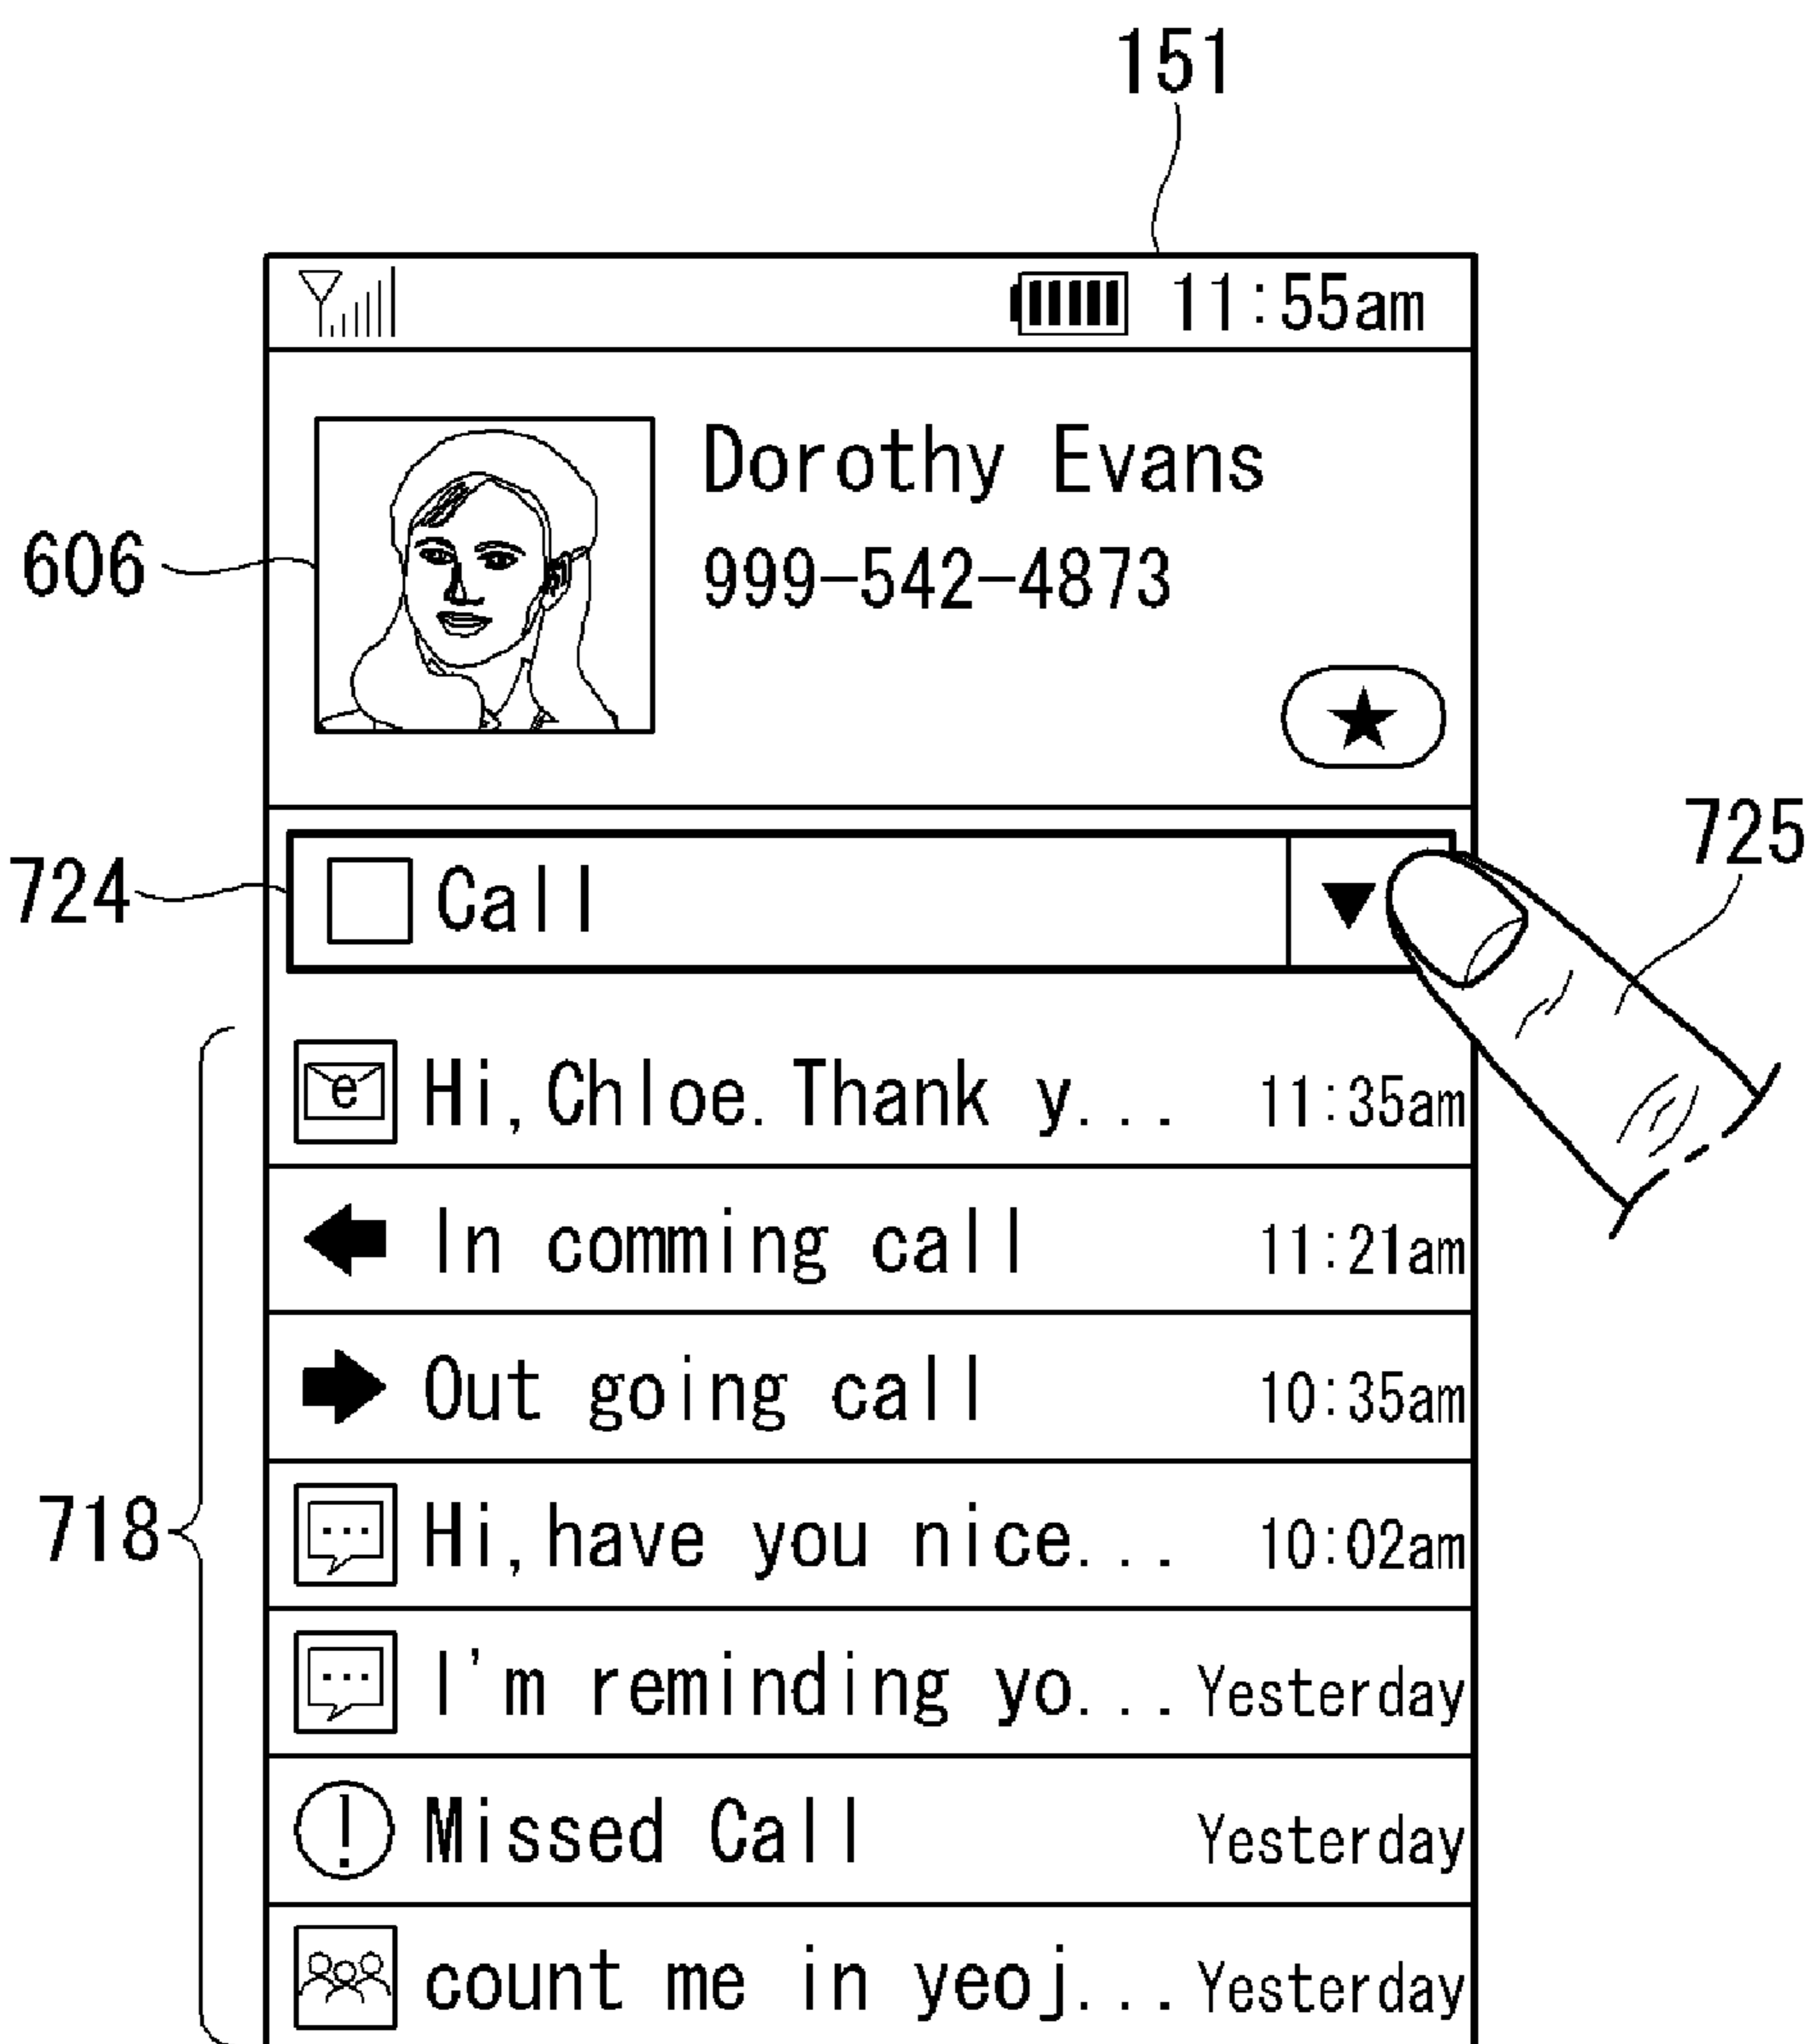 151
11:55am
Dorothy Evans
606
999-542-4873
725
724
Call
e
Hi, Chloe. Thank y... 11:35am
In comming call 11:21am
Out going call 10:35am
718
Hi, have you nice... 10:02am
I'm reminding yo... Yesterday
Missed Call Yesterday
count me in yeoj... Yesterday